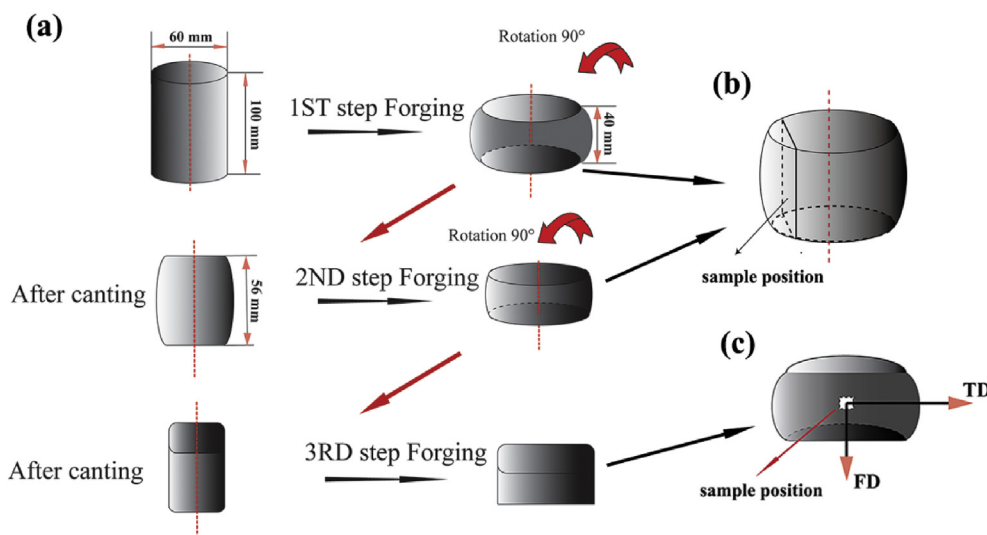 (a)
60 mm
100 mm
1ST step Forging
Rotation 90°
40 mm
(b)
sample position
After canting
56 mm
2ND step Forging
Rotation 90°
(c)
TD
FD
sample position
After canting
3RD step Forging